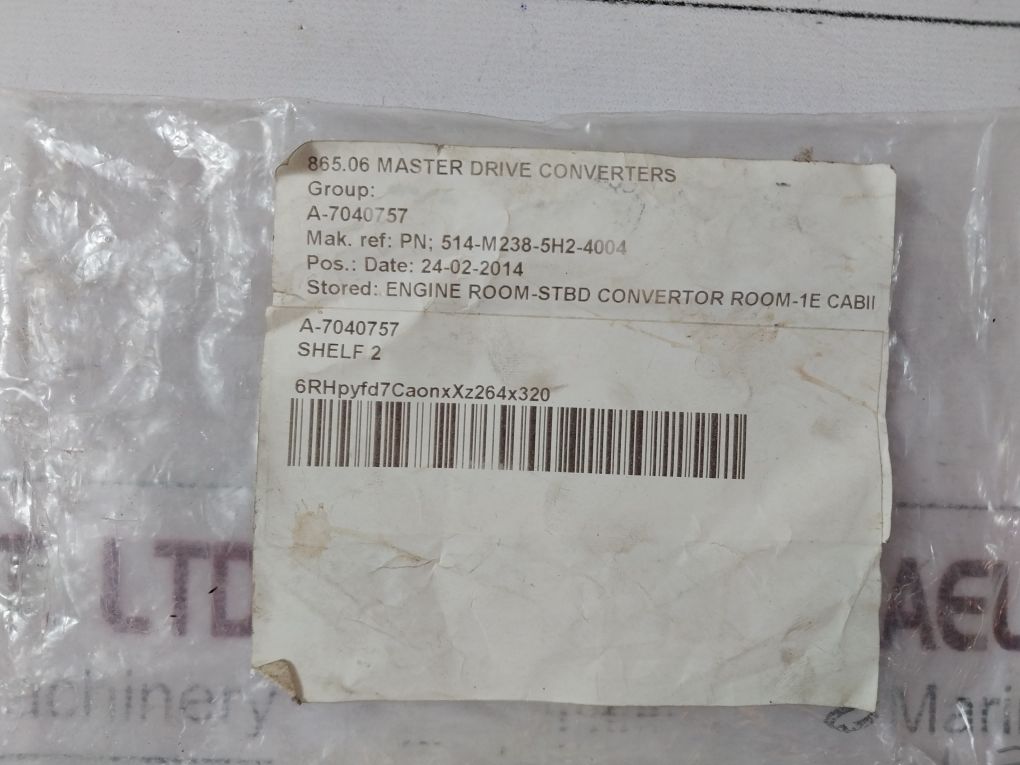 865.06 MASTER DRIVE CONVERTERS
Group:
A-7040757
Mak. ref: PN; 514-M238-5H2-4004
Pos.: Date: 24-02-2014
Stored: ENGINE ROOM-STBD CONVERTOR ROOM-1E CABII
A-7040757
SHELF 2
6RHpyfd7CaonxXz264x320
LTD
AEU
achinery
Mari